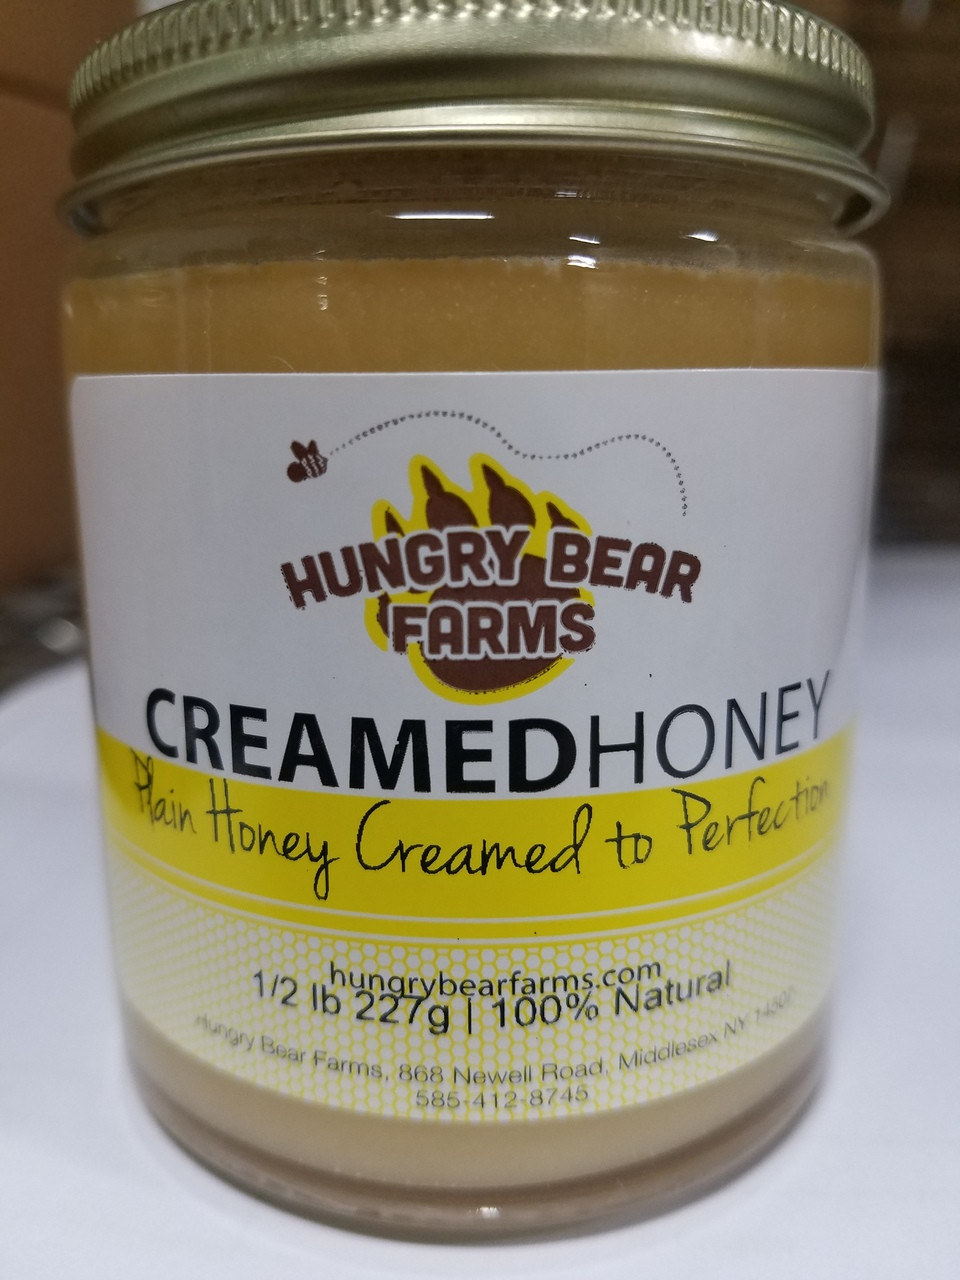 HUNGRY BEAR
FARMS
CREAMEDHONEY
Plain Honey Creamed to Perfection
hungrybearfarms.com
1/2 lb 227g | 100% Natural
Hungry Bear Farms, 868 Newell Road, Middlesex NY 14507
585-412-8745